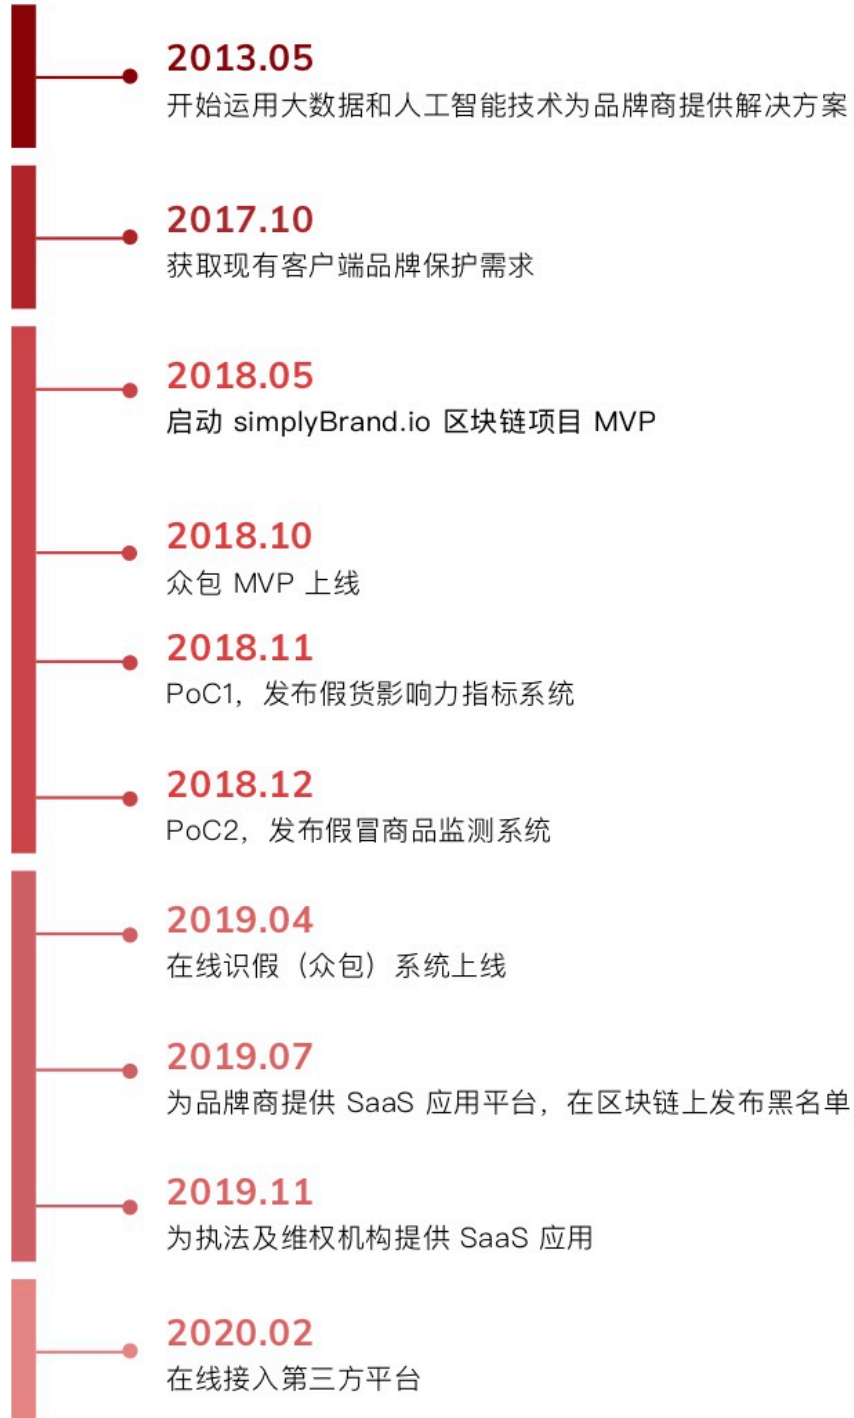 2013.05
开始运用大数据和人工智能技术为品牌商提供解决方案
2017.10
获取现有客户端品牌保护需求
2018.05
启动 simplyBrand.io 区块链项目 MVP
2018.10
众包 MVP 上线
2018.11
PoC1，发布假货影响力指标系统
2018.12
PoC2，发布假冒商品监测系统
2019.04
在线识假（众包）系统上线
2019.07
为品牌商提供 SaaS 应用平台，在区块链上发布黑名单
2019.11
为执法及维权机构提供 SaaS 应用
2020.02
在线接入第三方平台